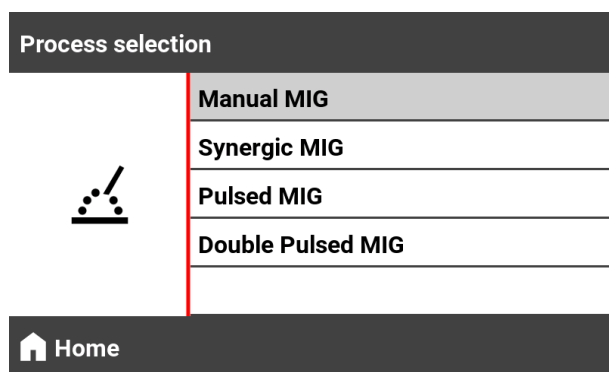 Process selection
Manual MIG
Synergic MIG
Pulsed MIG
Double Pulsed MIG
Home